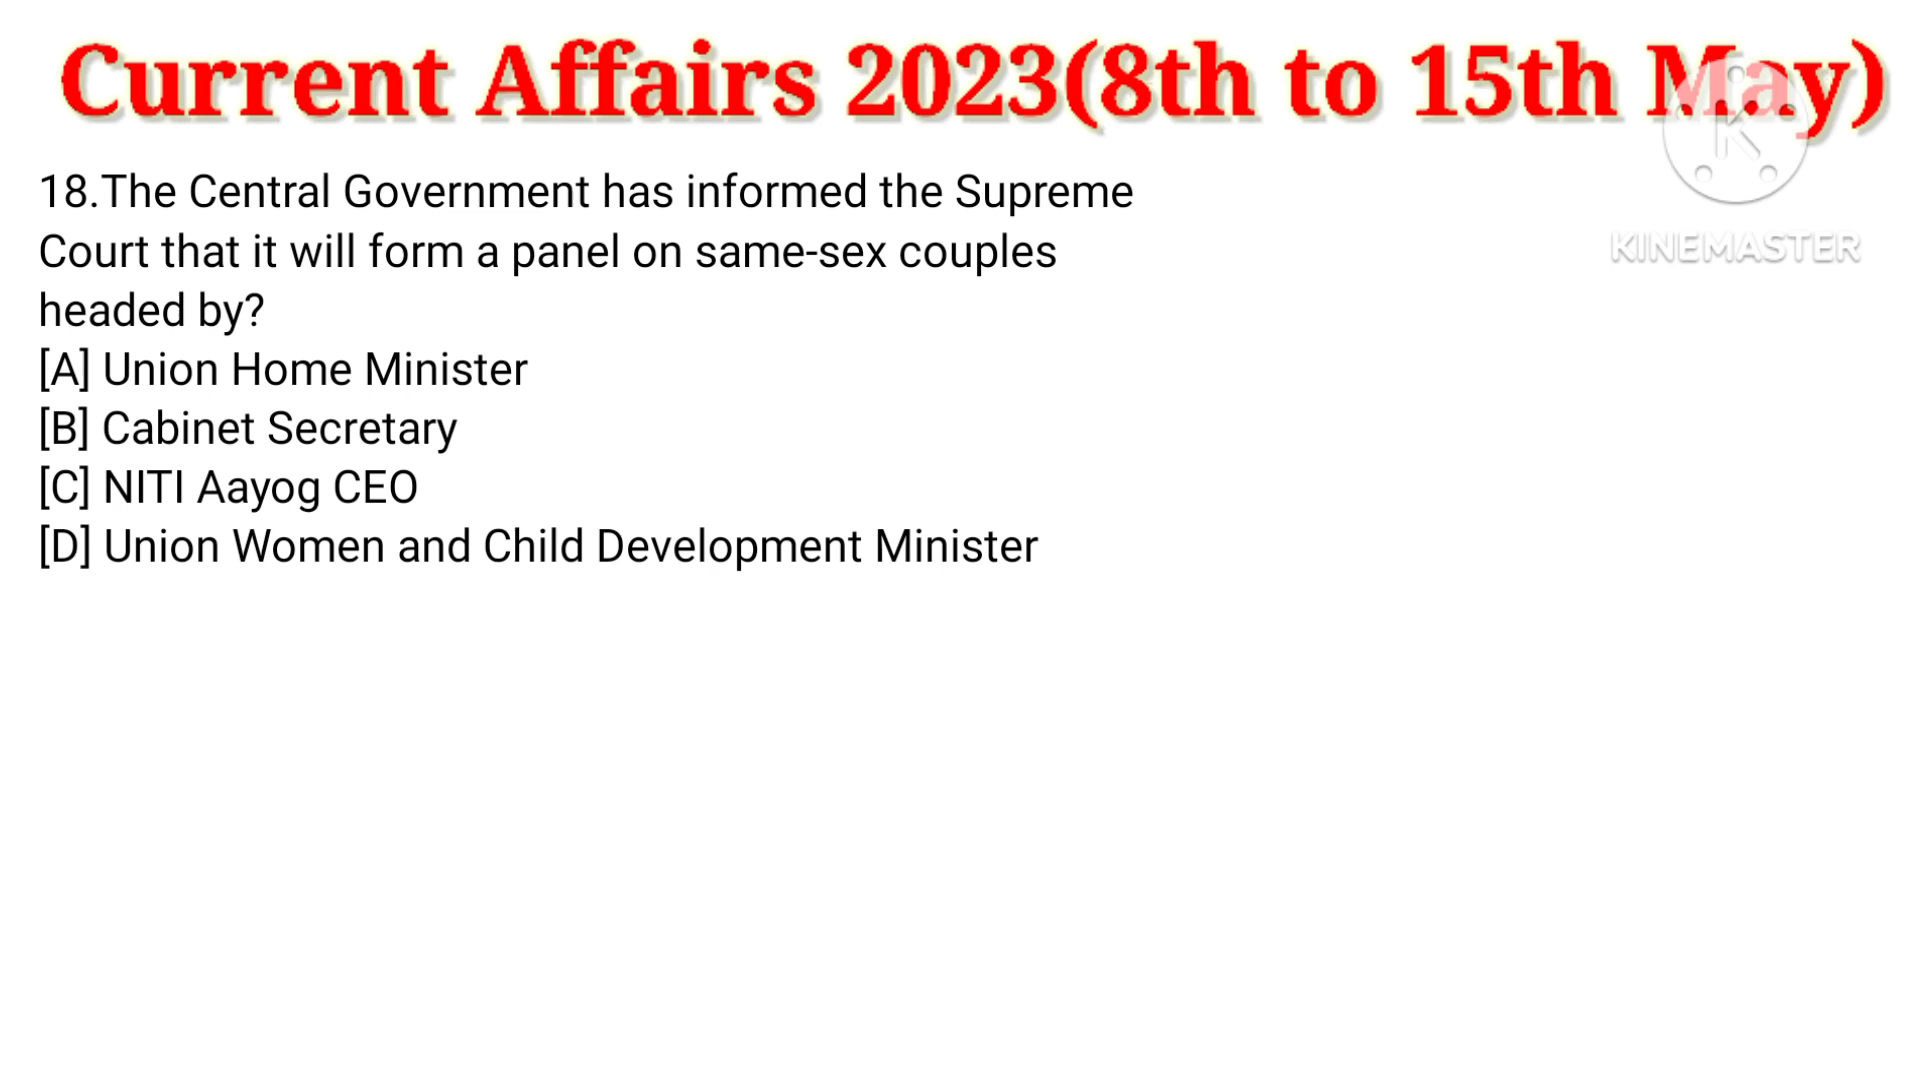 Current Affairs 2023(8th to 15th May)
18.The Central Government has informed the Supreme
Court that it will form a panel on same-sex couples
headed by?
[A] Union Home Minister
[B] Cabinet Secretary
[C] NITI Aayog CEO
[D] Union Women and Child Development Minister
K
KINEMASTER